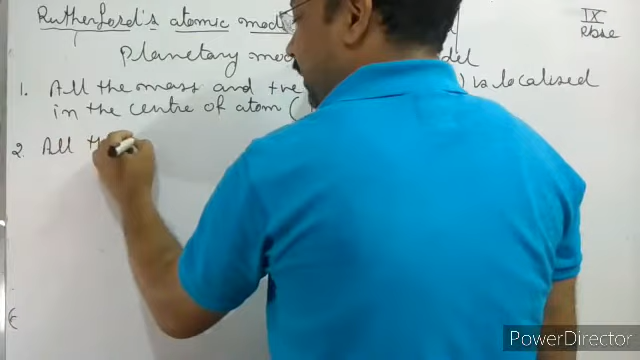 Rutherford's atomic mod
IX
Rbse
Planetary mo del
1. All the mass and +ve ) is localised
in the centre of atom (
2. All t
PowerDirector